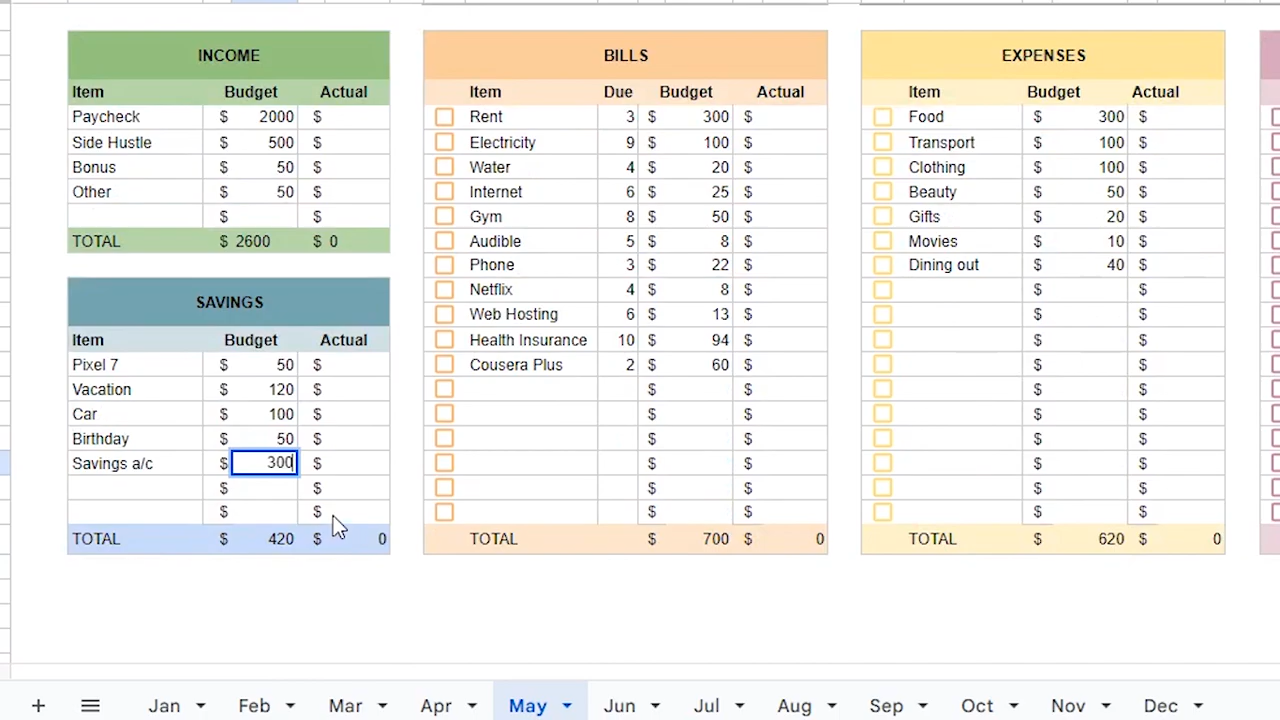 INCOME
Item Budget Actual
Paycheck $ 2000 $
Side Hustle $ 500 $
Bonus $ 50 $
Other $ 50 $
$ $
TOTAL $ 2600 $ 0
SAVINGS
Item Budget Actual
Pixel 7 $ 50 $
Vacation $ 120 $
Car $ 100 $
Birthday $ 50 $
Savings a/c $ 300 $
$ $
$ $
TOTAL $ 420 $ 0
BILLS
Item Due Budget Actual
Rent 3 $ 300 $
Electricity 9 $ 100 $
Water 4 $ 20 $
Internet 6 $ 25 $
Gym 8 $ 50 $
Audible 5 $ 8 $
Phone 3 $ 22 $
Netflix 4 $ 8 $
Web Hosting 6 $ 13 $
Health Insurance 10 $ 94 $
Cousera Plus 2 $ 60 $
$ $
$ $
$ $
$ $
$ $
$ $
TOTAL $ 700 0
EXPENSES
Item Budget Actual
Food $ 300 $
Transport $ 100 $
Clothing $ 100 $
Beauty $ 50 $
Gifts $ 20 $
Movies $ 10 $
Dining out $ 40 $
$ $
$ $
$ $
$ $
$ $
$ $
$ $
$ $
$ $
$ $
TOTAL $ 620 $ 0
+ Jan Feb Mar Apr May Jun Jul Aug Sep Oct Nov Dec